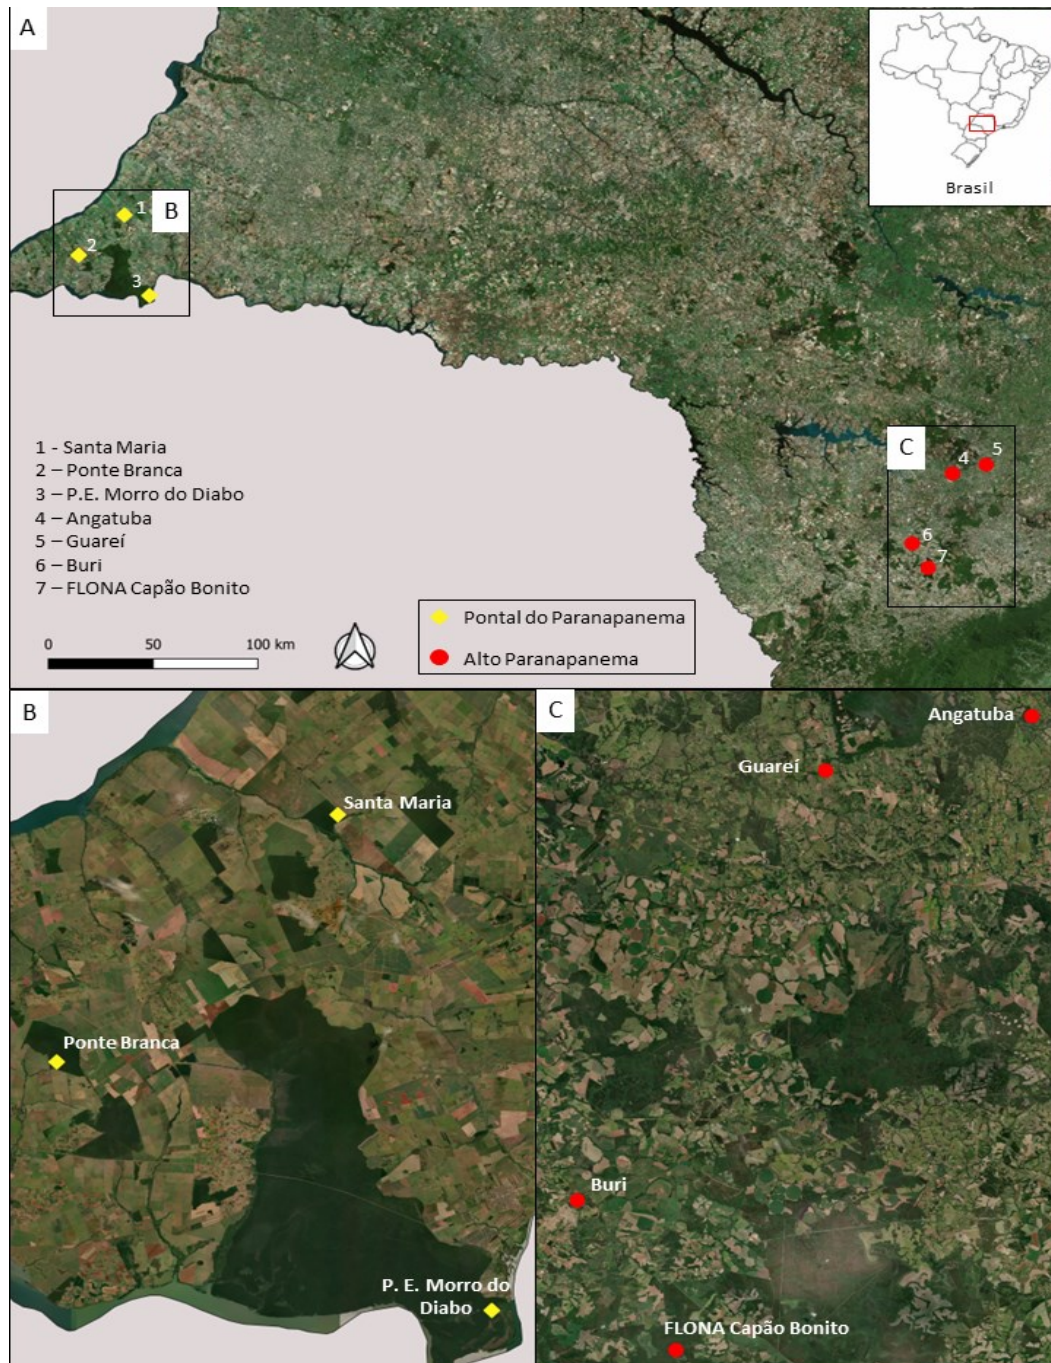 A
Brasil
1
B
2
3
1 - Santa Maria
2 – Ponte Branca
3 – P.E. Morro do Diabo
4 – Angatuba
5 – Guareí
6 – Buri
7 – FLONA Capão Bonito
C
5
4
6
7
Pontal do Paranapanema
Alto Paranapanema
0 50 100 km
B
Santa Maria
Ponte Branca
P. E. Morro do
Diabo
C
Angatuba
Guareí
Buri
FLONA Capão Bonito